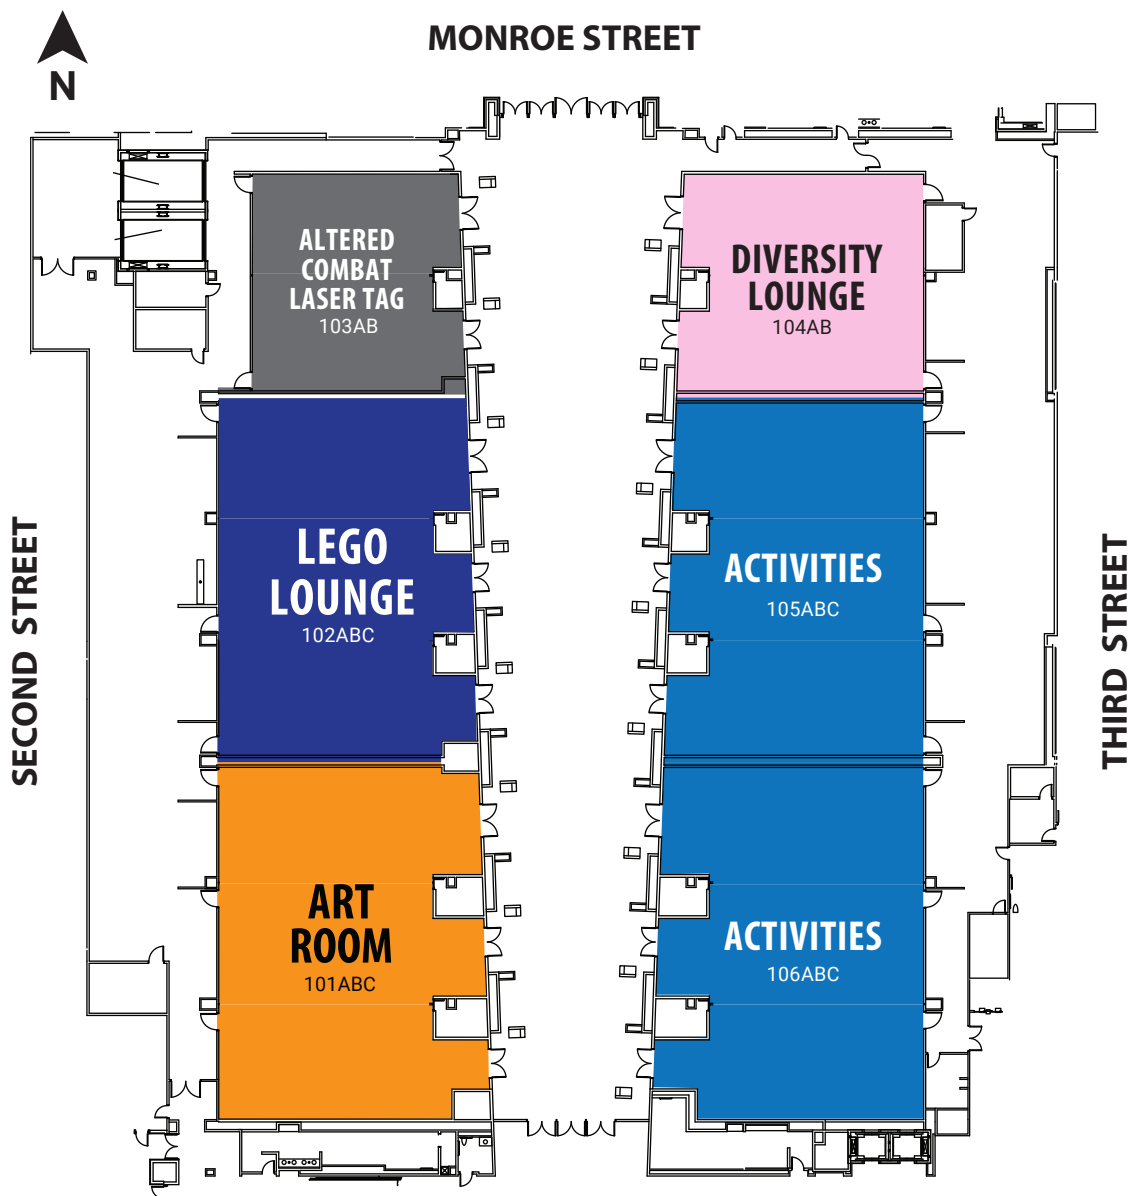 MONROE STREET
N
ALTERED
COMBAT
LASER TAG
103AB
DIVERSITY
LOUNGE
104AB
LEGO
LOUNGE
102ABC
ACTIVITIES
105ABC
SECOND STREET
THIRD STREET
ART
ROOM
101ABC
ACTIVITIES
106ABC